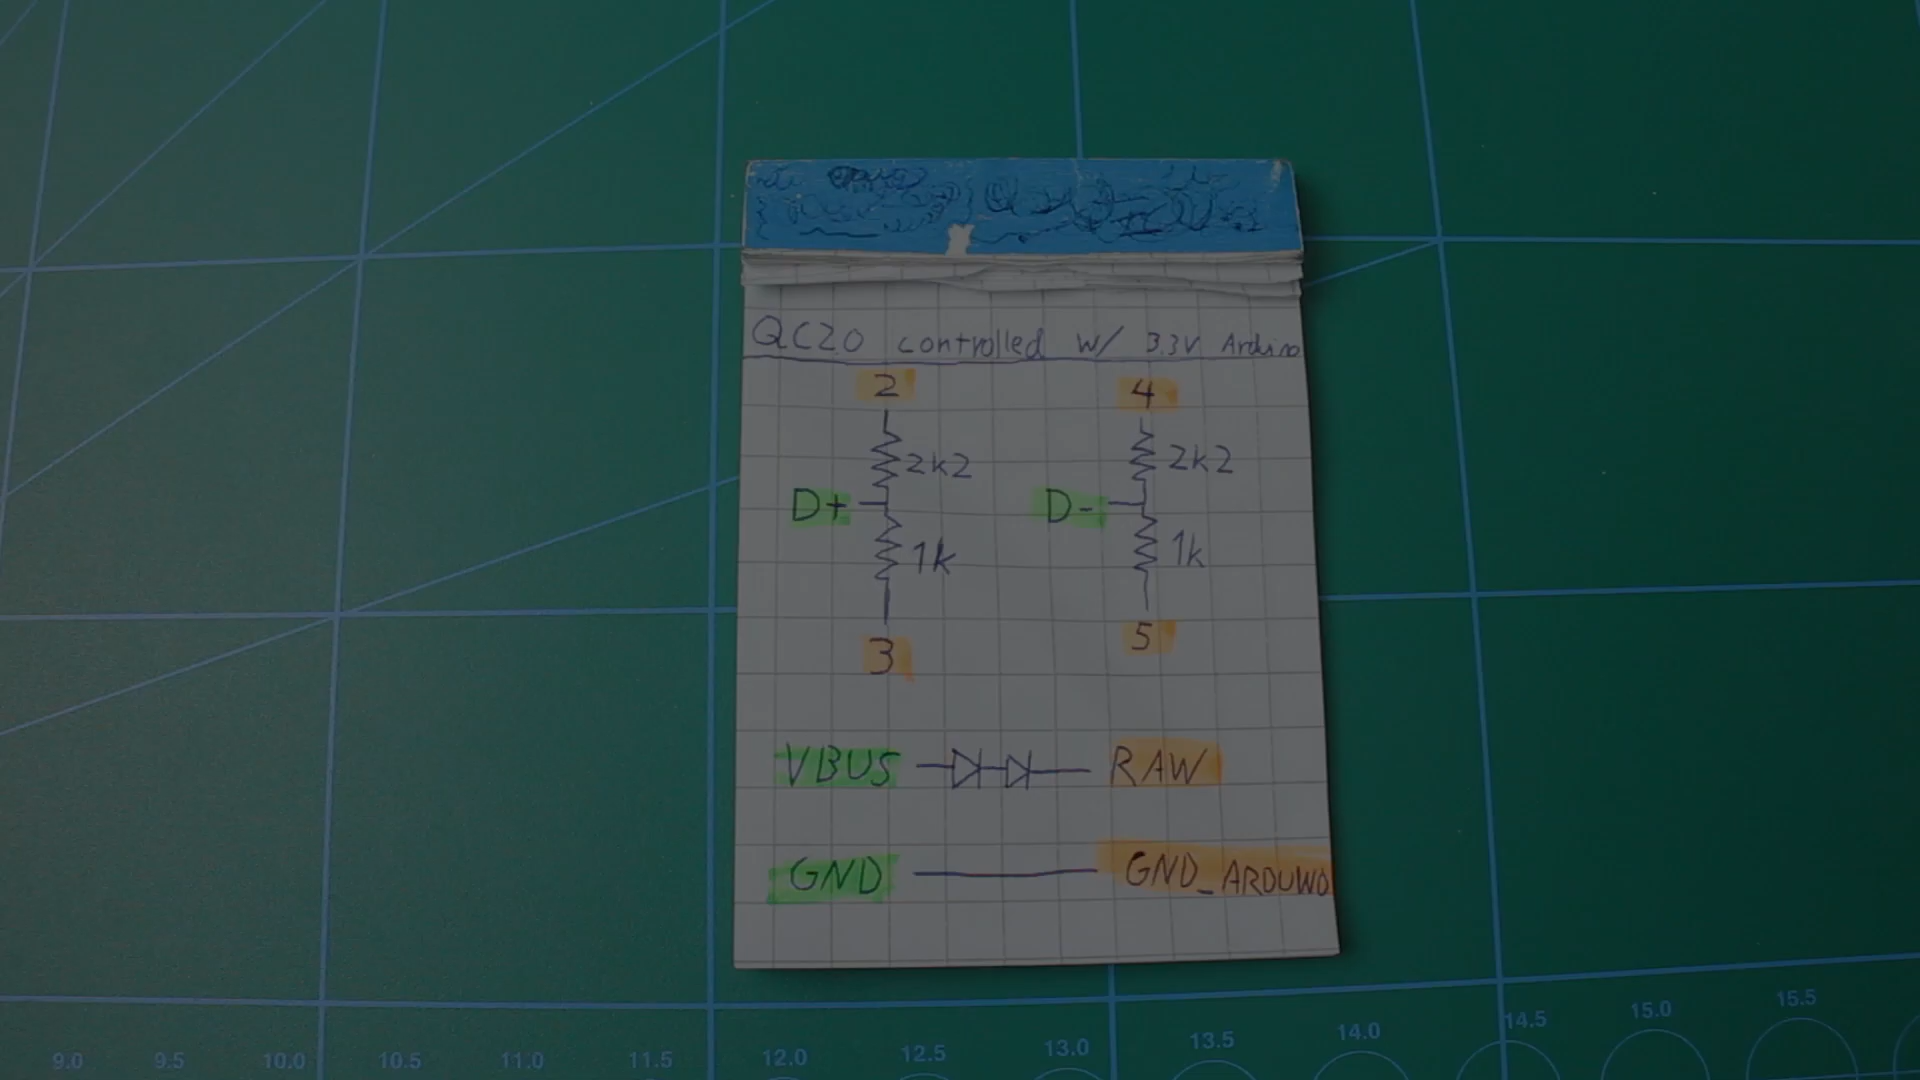 QC2.0 controlled w/ 3.3V Arduino
2 4
2k2 2k2
D+ D-
1k 1k
3 5
VBUS RAW
GND GND_ARDUINO
9.0 9.5 10.0 10.5 11.0 11.5 12.0 12.5 13.0 13.5 14.0 14.5 15.0 15.5